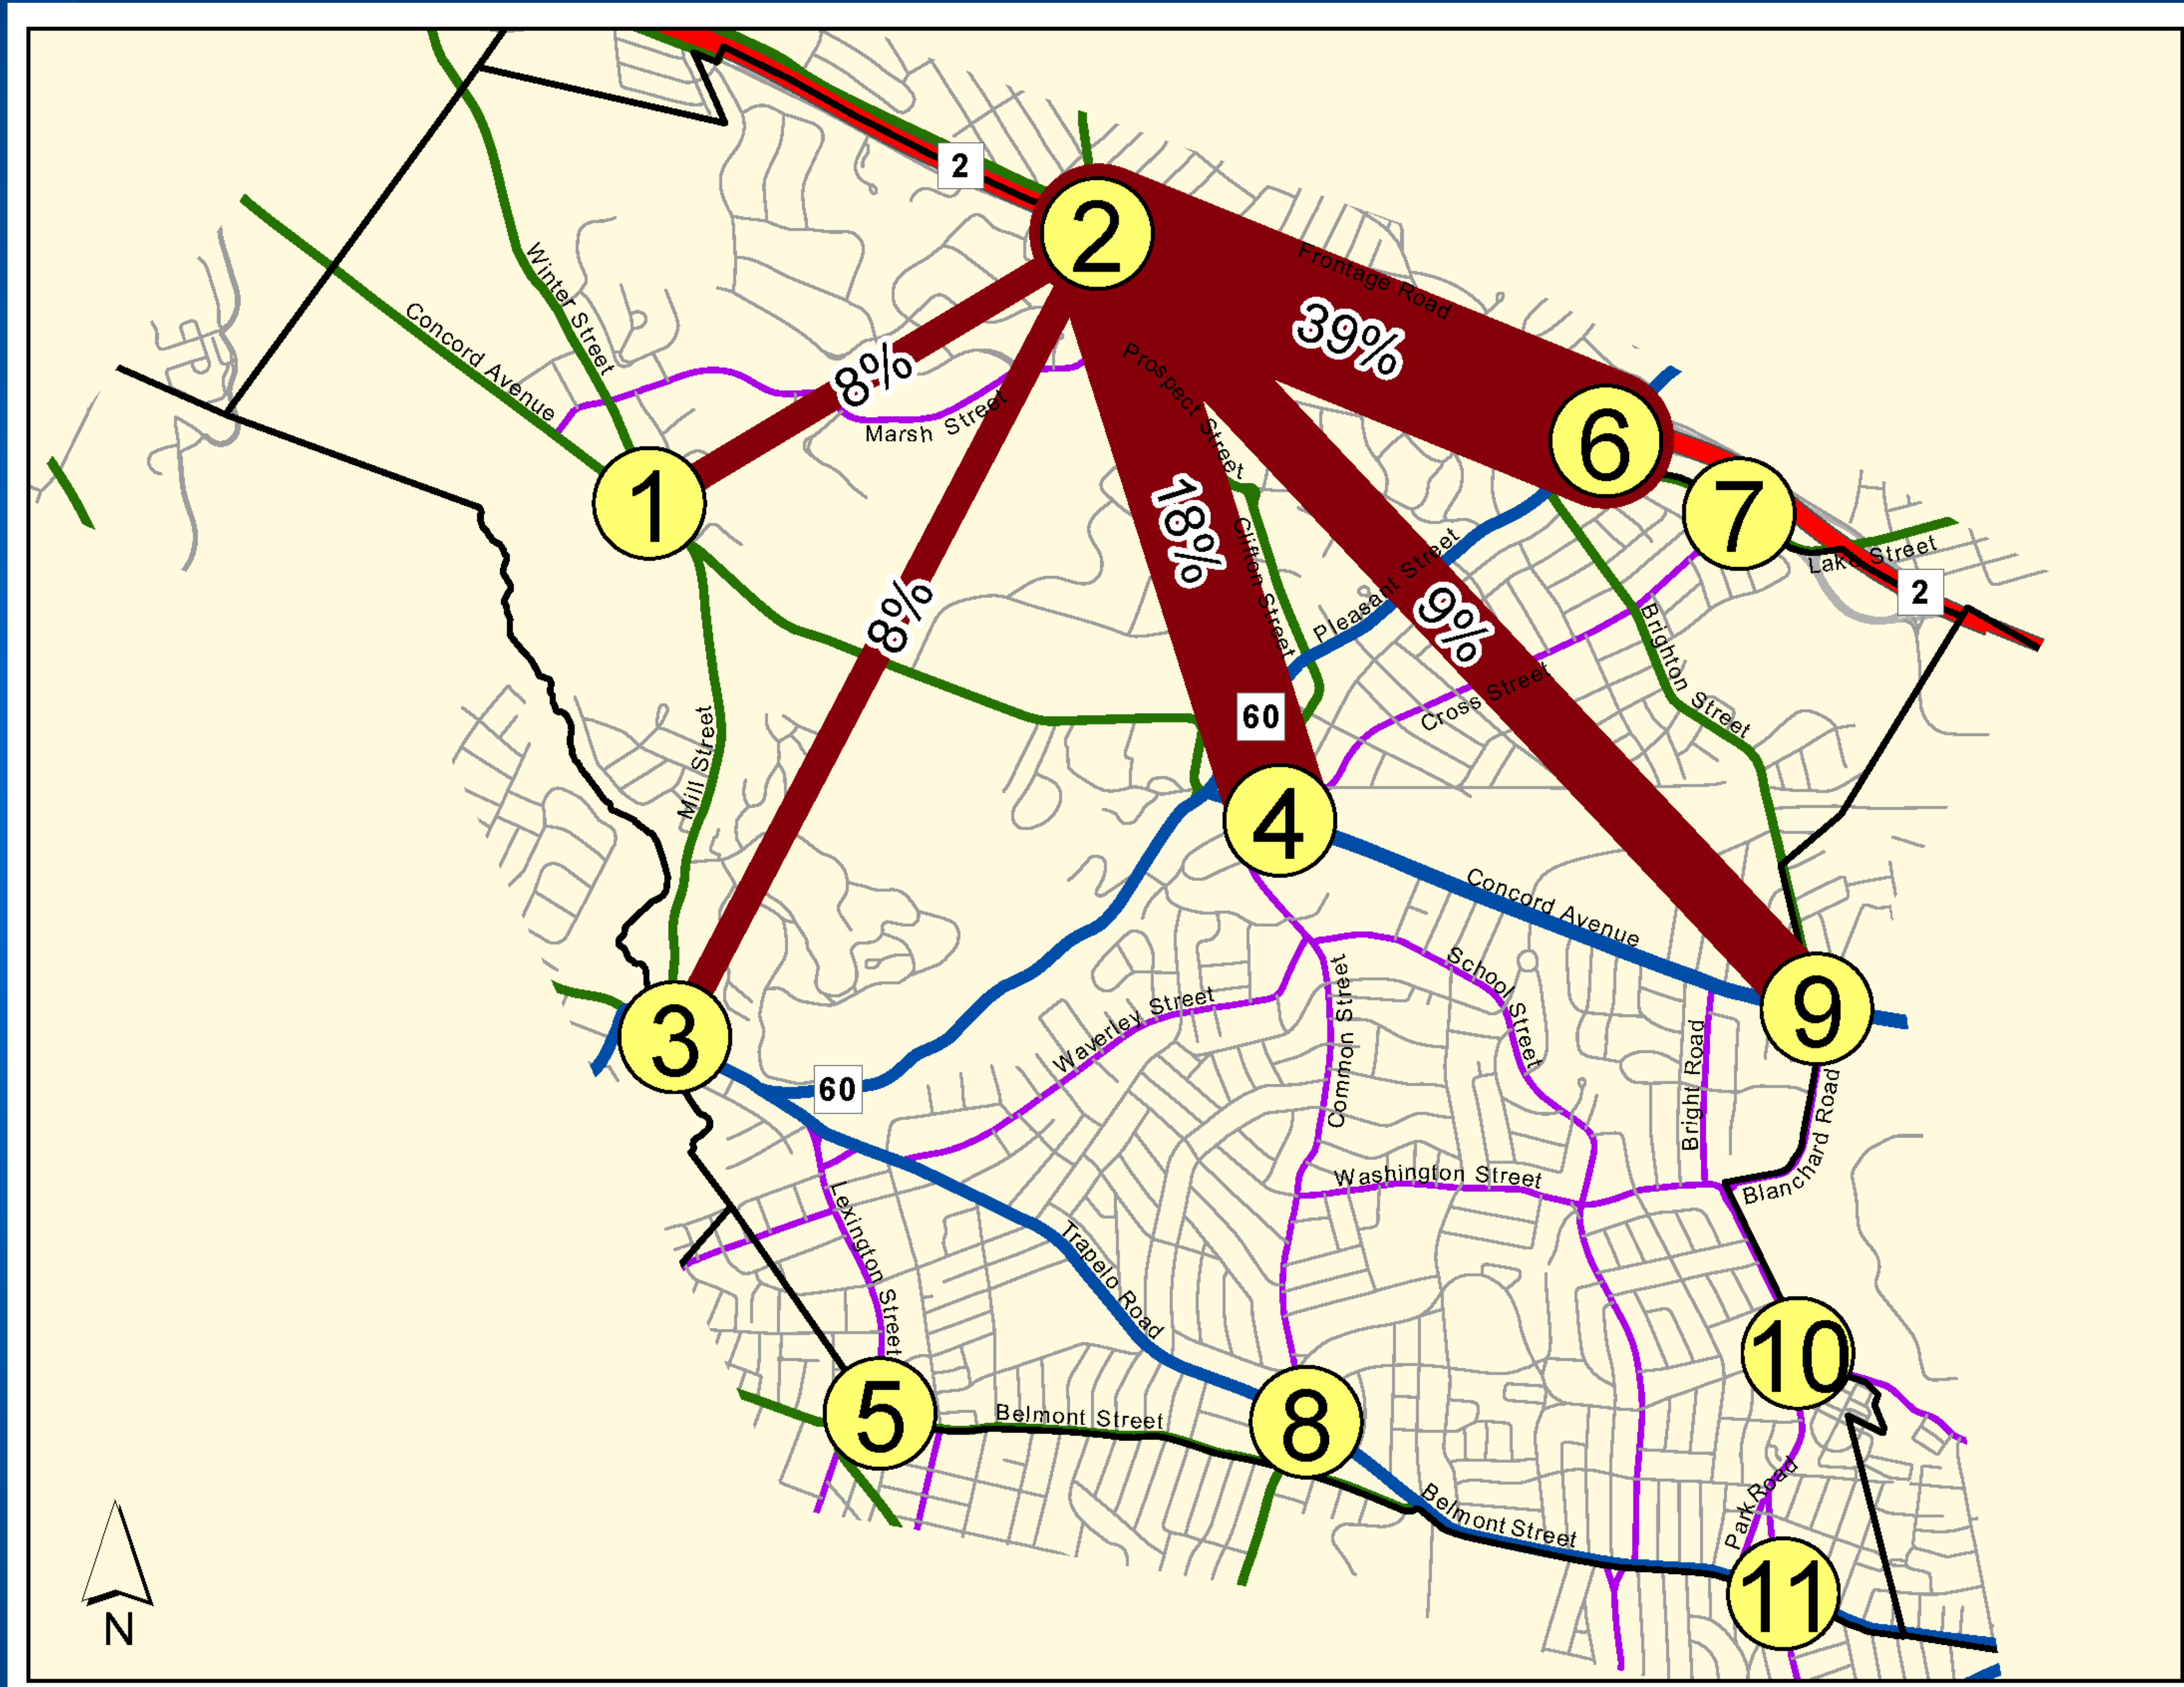 2
2
Frontage Road
39%
Winter Street
Concord Avenue
8%
Prospect Street
Marsh Street
6
1
7
18%
Clifton Street
Pleasant Street
Lake Street
2
8%
9%
Brighton Street
Cross Street
60
Mill Street
4
Concord Avenue
School Street
9
Waverley Street
Common Street
3
60
Bright Road
Blanchard Road
Washington Street
Lexington Street
Trapelo Road
10
5
Belmont Street
8
Belmont Street
Park Road
11
N